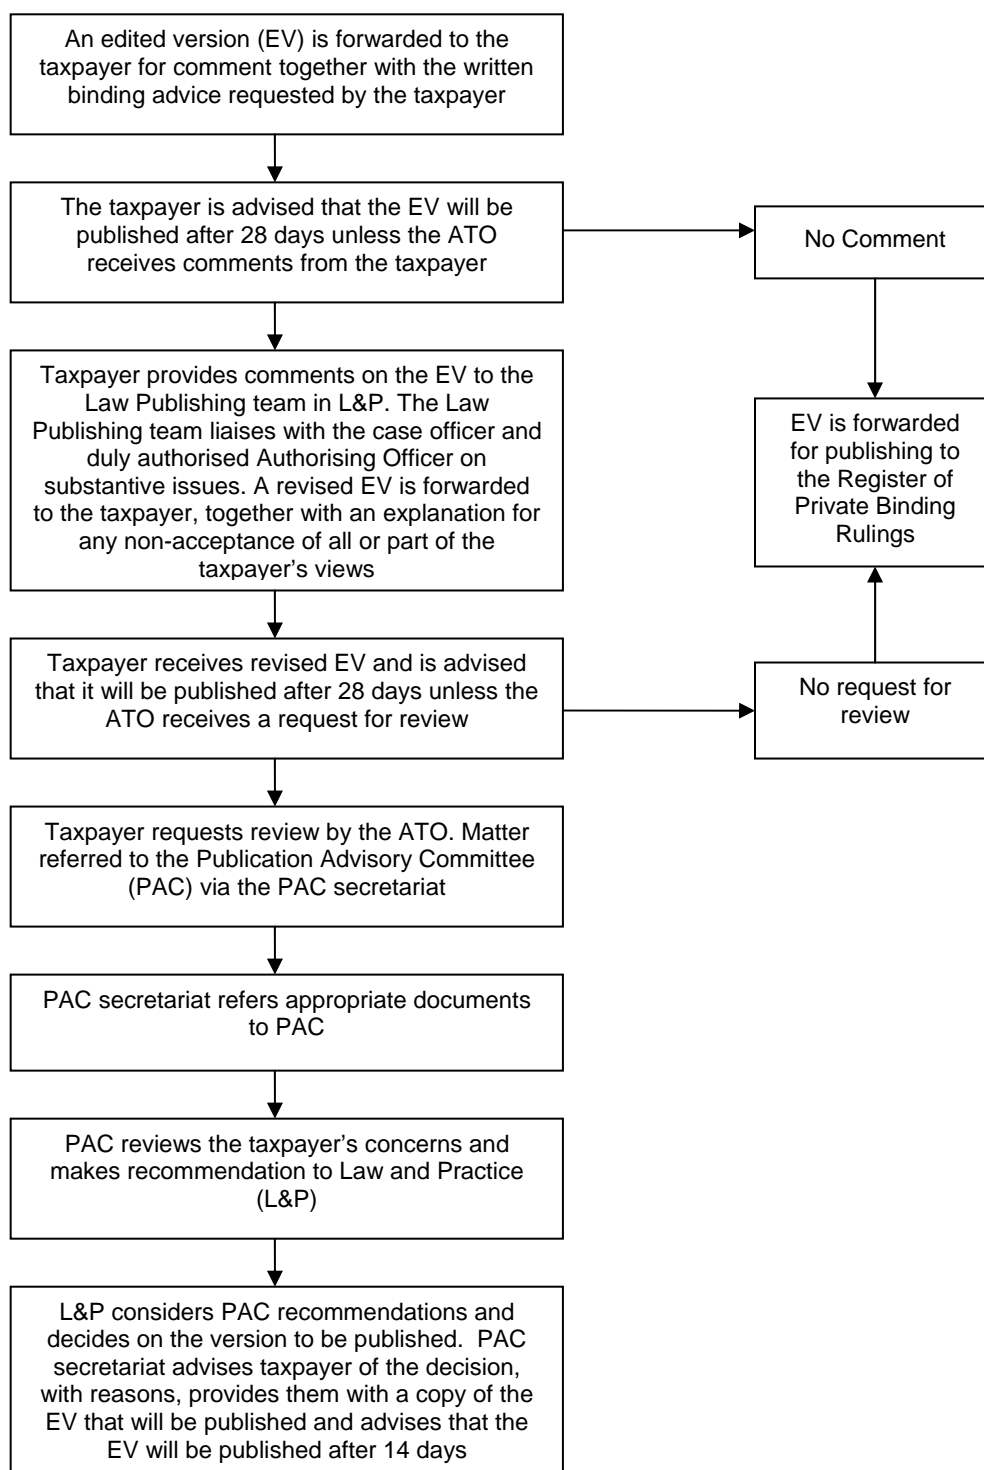 An edited version (EV) is forwarded to the
taxpayer for comment together with the written
binding advice requested by the taxpayer
The taxpayer is advised that the EV will be
published after 28 days unless the ATO
receives comments from the taxpayer
No Comment
Taxpayer provides comments on the EV to the
Law Publishing team in L&P. The Law
Publishing team liaises with the case officer and
duly authorised Authorising Officer on
substantive issues. A revised EV is forwarded
to the taxpayer, together with an explanation for
any non-acceptance of all or part of the
taxpayer's views
EV is forwarded
for publishing to
the Register of
Private Binding
Rulings
Taxpayer receives revised EV and is advised
that it will be published after 28 days unless the
ATO receives a request for review
No request for
review
Taxpayer requests review by the ATO. Matter
referred to the Publication Advisory Committee
(PAC) via the PAC secretariat
PAC secretariat refers appropriate documents
to PAC
PAC reviews the taxpayer's concerns and
makes recommendation to Law and Practice
(L&P)
L&P considers PAC recommendations and
decides on the version to be published.  PAC
secretariat advises taxpayer of the decision,
with reasons, provides them with a copy of the
EV that will be published and advises that the
EV will be published after 14 days